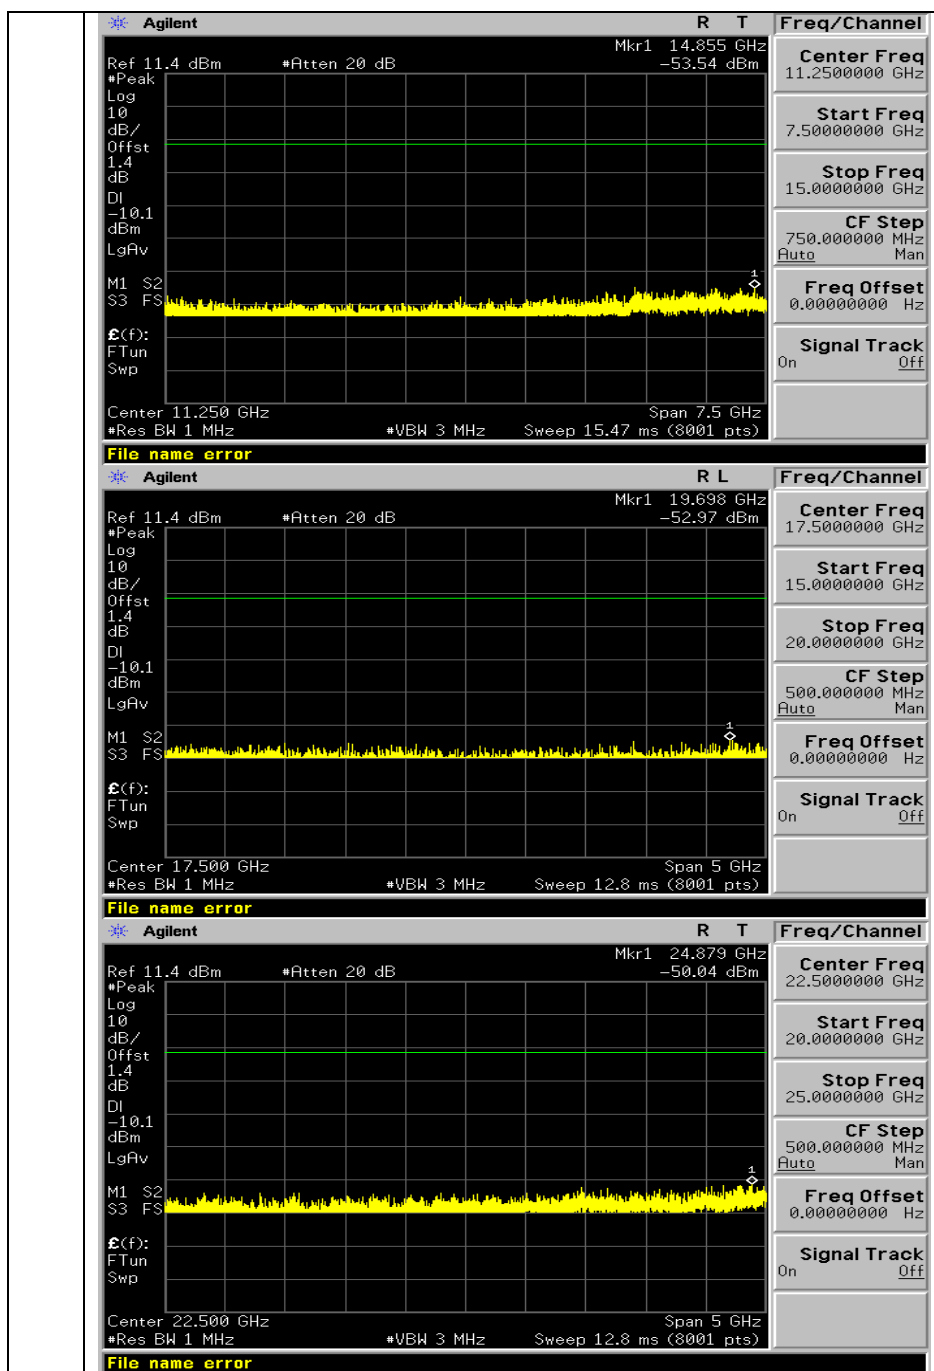 Agilent R T Freq/Channel
Mkr1 14.855 GHz
Ref 11.4 dBm #Atten 20 dB -53.54 dBm
#Peak
Log
10
dB/
Offst
1.4
dB
DI
-10.1
dBm
LgAv
M1 S2
S3 FS
£(f):
FTun
Swp
1
Center 11.250 GHz Span 7.5 GHz
#Res BW 1 MHz #VBW 3 MHz Sweep 15.47 ms (8001 pts)
Center Freq
11.2500000 GHz
Start Freq
7.50000000 GHz
Stop Freq
15.0000000 GHz
CF Step
750.000000 MHz
Auto Man
Freq Offset
0.00000000 Hz
Signal Track
On Off
File name error
Agilent R L Freq/Channel
Mkr1 19.698 GHz
Ref 11.4 dBm #Atten 20 dB -52.97 dBm
#Peak
Log
10
dB/
Offst
1.4
dB
DI
-10.1
dBm
LgAv
M1 S2
S3 FS
£(f):
FTun
Swp
1
Center 17.500 GHz Span 5 GHz
#Res BW 1 MHz #VBW 3 MHz Sweep 12.8 ms (8001 pts)
Center Freq
17.5000000 GHz
Start Freq
15.0000000 GHz
Stop Freq
20.0000000 GHz
CF Step
500.000000 MHz
Auto Man
Freq Offset
0.00000000 Hz
Signal Track
On Off
File name error
Agilent R T Freq/Channel
Mkr1 24.879 GHz
Ref 11.4 dBm #Atten 20 dB -50.04 dBm
#Peak
Log
10
dB/
Offst
1.4
dB
DI
-10.1
dBm
LgAv
M1 S2
S3 FS
£(f):
FTun
Swp
1
Center 22.500 GHz Span 5 GHz
#Res BW 1 MHz #VBW 3 MHz Sweep 12.8 ms (8001 pts)
Center Freq
22.5000000 GHz
Start Freq
20.0000000 GHz
Stop Freq
25.0000000 GHz
CF Step
500.000000 MHz
Auto Man
Freq Offset
0.00000000 Hz
Signal Track
On Off
File name error